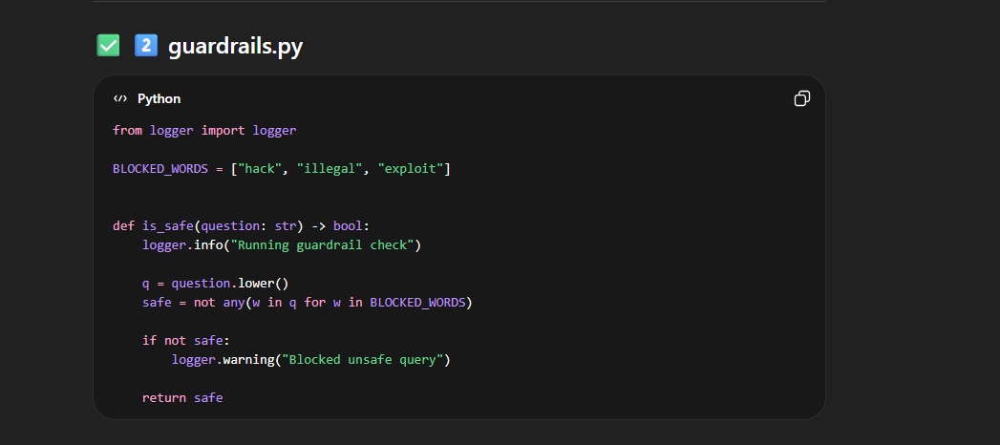 ✅ 2️⃣ guardrails.py
</> Python
from logger import logger
BLOCKED_WORDS = ["hack", "illegal", "exploit"]
def is_safe(question: str) -> bool:
    logger.info("Running guardrail check")
    q = question.lower()
    safe = not any(w in q for w in BLOCKED_WORDS)
    if not safe:
        logger.warning("Blocked unsafe query")
    return safe